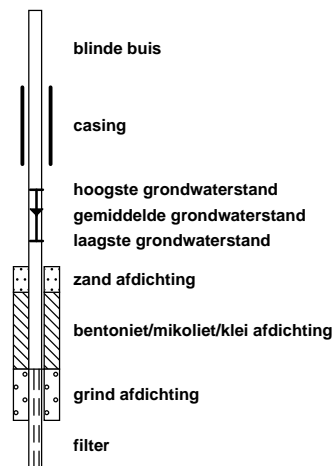 blinde buis
casing
hoogste grondwaterstand
gemiddelde grondwaterstand
laagste grondwaterstand
zand afdichting
bentoniet/mikoliet/klei afdichting
grind afdichting
filter